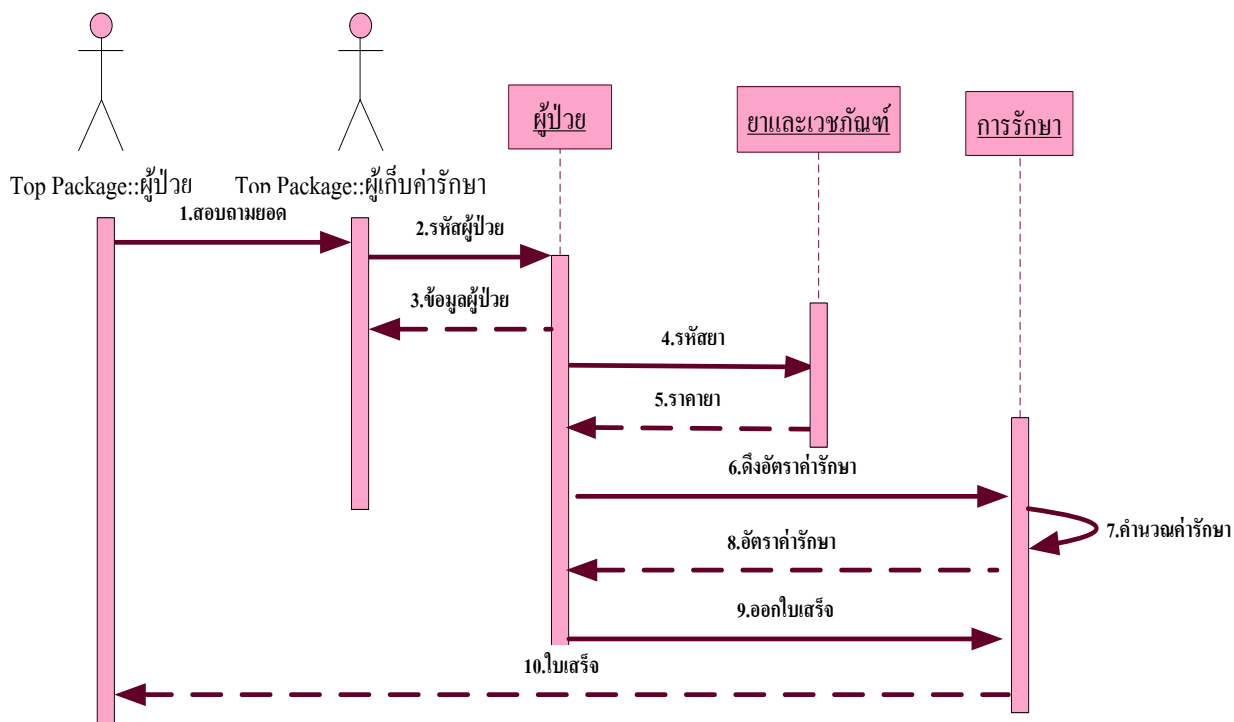 ผู้ป่วย
ยาและเวชภัณฑ์
การรักษา
Top Package::ผู้ป่วย
Top Package::ผู้เก็บค่ารักษา
1.สอบถามยอด
2.รหัสผู้ป่วย
3.ข้อมูลผู้ป่วย
4.รหัสยา
5.ราคายา
6.ดึงอัตราค่ารักษา
7.คำนวณค่ารักษา
8.อัตราค่ารักษา
9.ออกใบเสร็จ
10.ใบเสร็จ